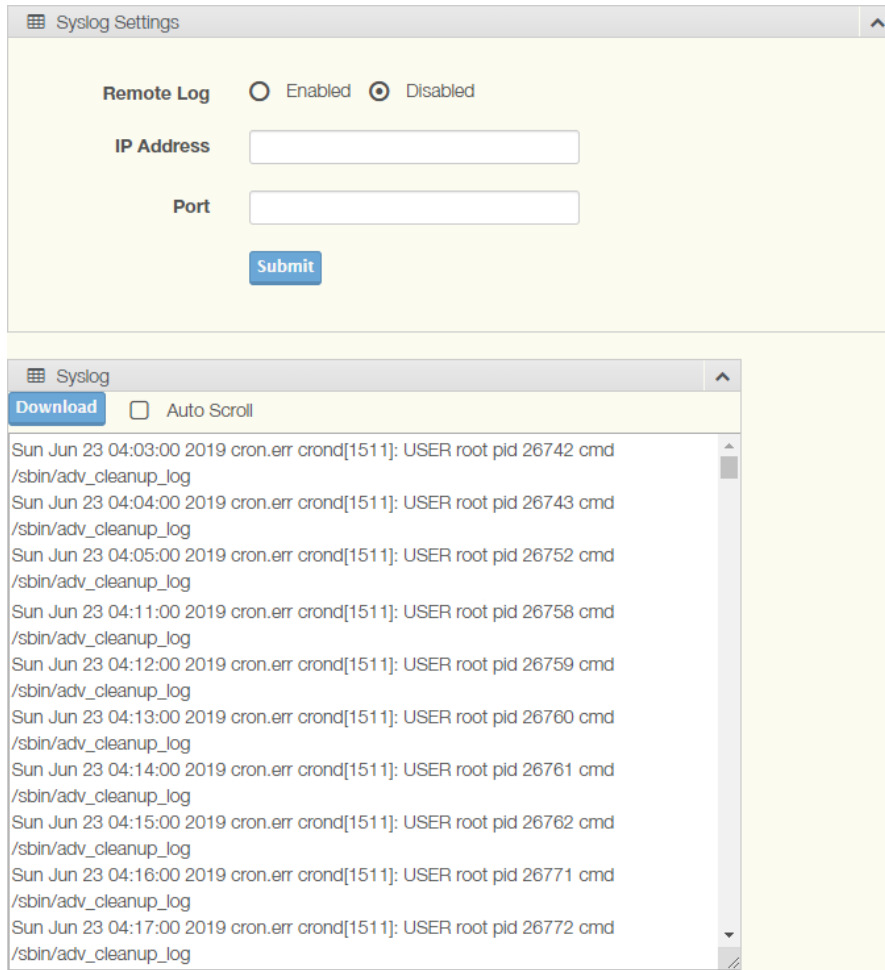 Syslog Settings
Remote Log Enabled Disabled
IP Address
Port
Submit
Syslog
Download Auto Scroll
Sun Jun 23 04:03:00 2019 cron.err crond[1511]: USER root pid 26742 cmd
/sbin/adv_cleanup_log
Sun Jun 23 04:04:00 2019 cron.err crond[1511]: USER root pid 26743 cmd
/sbin/adv_cleanup_log
Sun Jun 23 04:05:00 2019 cron.err crond[1511]: USER root pid 26752 cmd
/sbin/adv_cleanup_log
Sun Jun 23 04:11:00 2019 cron.err crond[1511]: USER root pid 26758 cmd
/sbin/adv_cleanup_log
Sun Jun 23 04:12:00 2019 cron.err crond[1511]: USER root pid 26759 cmd
/sbin/adv_cleanup_log
Sun Jun 23 04:13:00 2019 cron.err crond[1511]: USER root pid 26760 cmd
/sbin/adv_cleanup_log
Sun Jun 23 04:14:00 2019 cron.err crond[1511]: USER root pid 26761 cmd
/sbin/adv_cleanup_log
Sun Jun 23 04:15:00 2019 cron.err crond[1511]: USER root pid 26762 cmd
/sbin/adv_cleanup_log
Sun Jun 23 04:16:00 2019 cron.err crond[1511]: USER root pid 26771 cmd
/sbin/adv_cleanup_log
Sun Jun 23 04:17:00 2019 cron.err crond[1511]: USER root pid 26772 cmd
/sbin/adv_cleanup_log